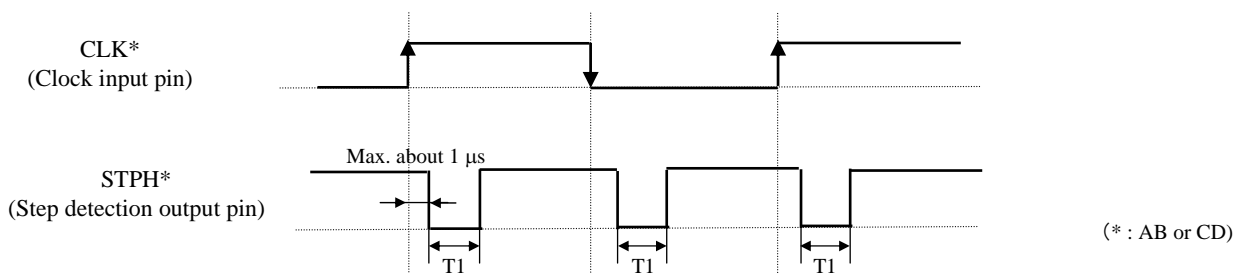 CLK*
(Clock input pin)
Max. about 1 μs
STPH*
(Step detection output pin)
(* : AB or CD)
T1
T1
T1